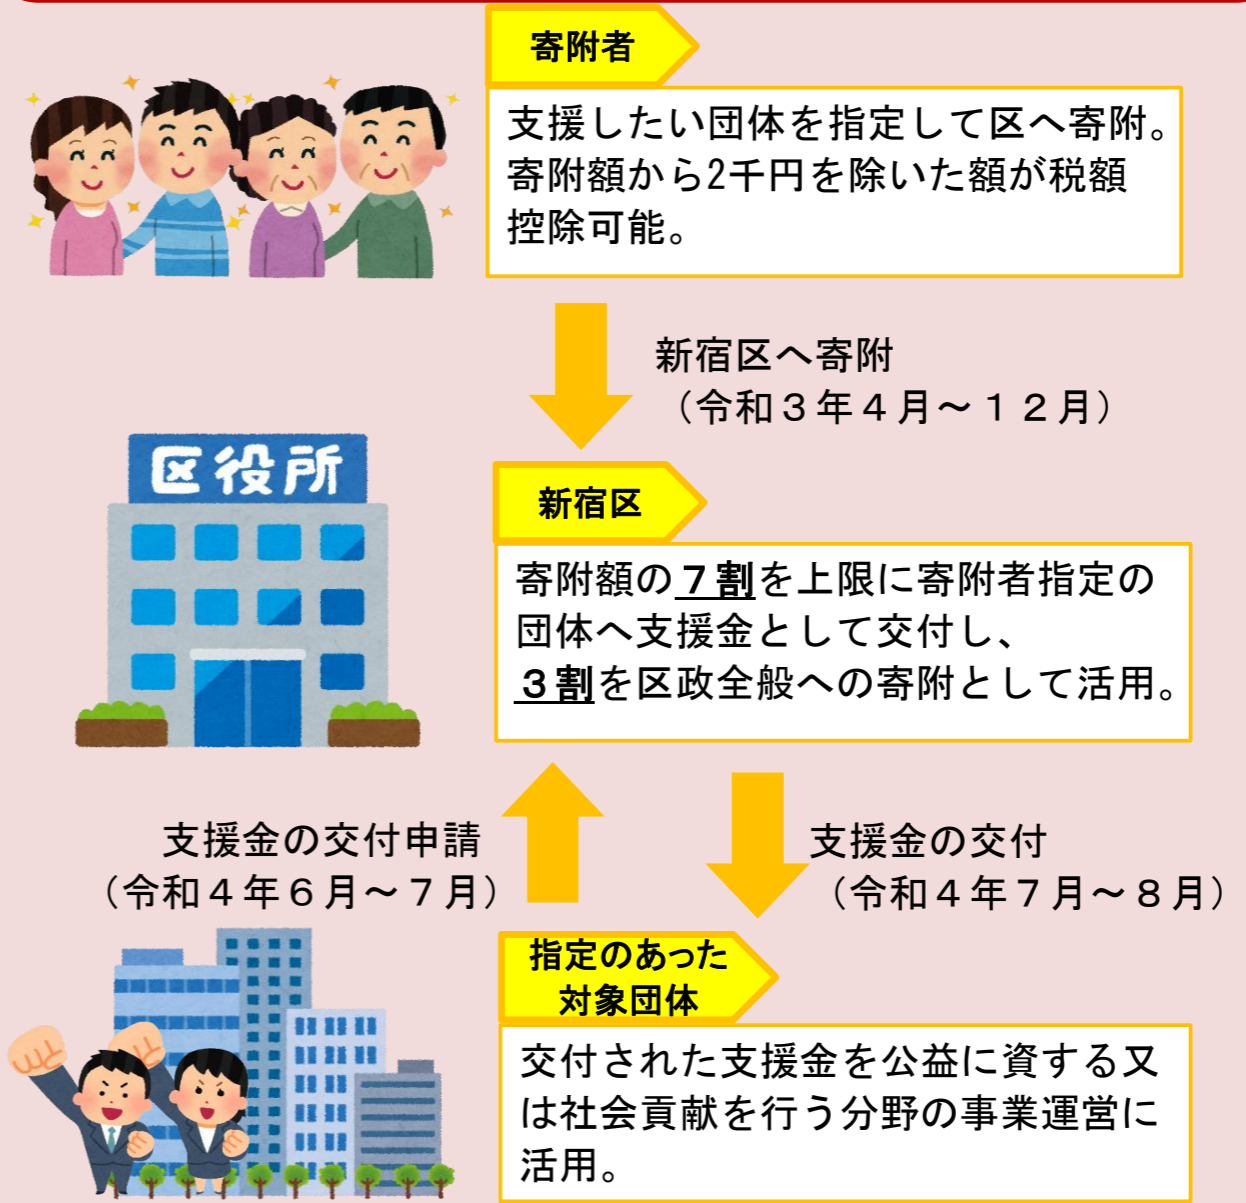 寄附者
支援したい団体を指定して区へ寄附。
寄附額から2千円を除いた額が税額
控除可能。
新宿区へ寄附
（令和３年４月～１２月）
区役所
新宿区
寄附額の７割を上限に寄附者指定の
団体へ支援金として交付し、
３割を区政全般への寄附として活用。
支援金の交付申請
（令和４年６月～７月）
支援金の交付
（令和４年７月～８月）
指定のあった
対象団体
交付された支援金を公益に資する又
は社会貢献を行う分野の事業運営に
活用。